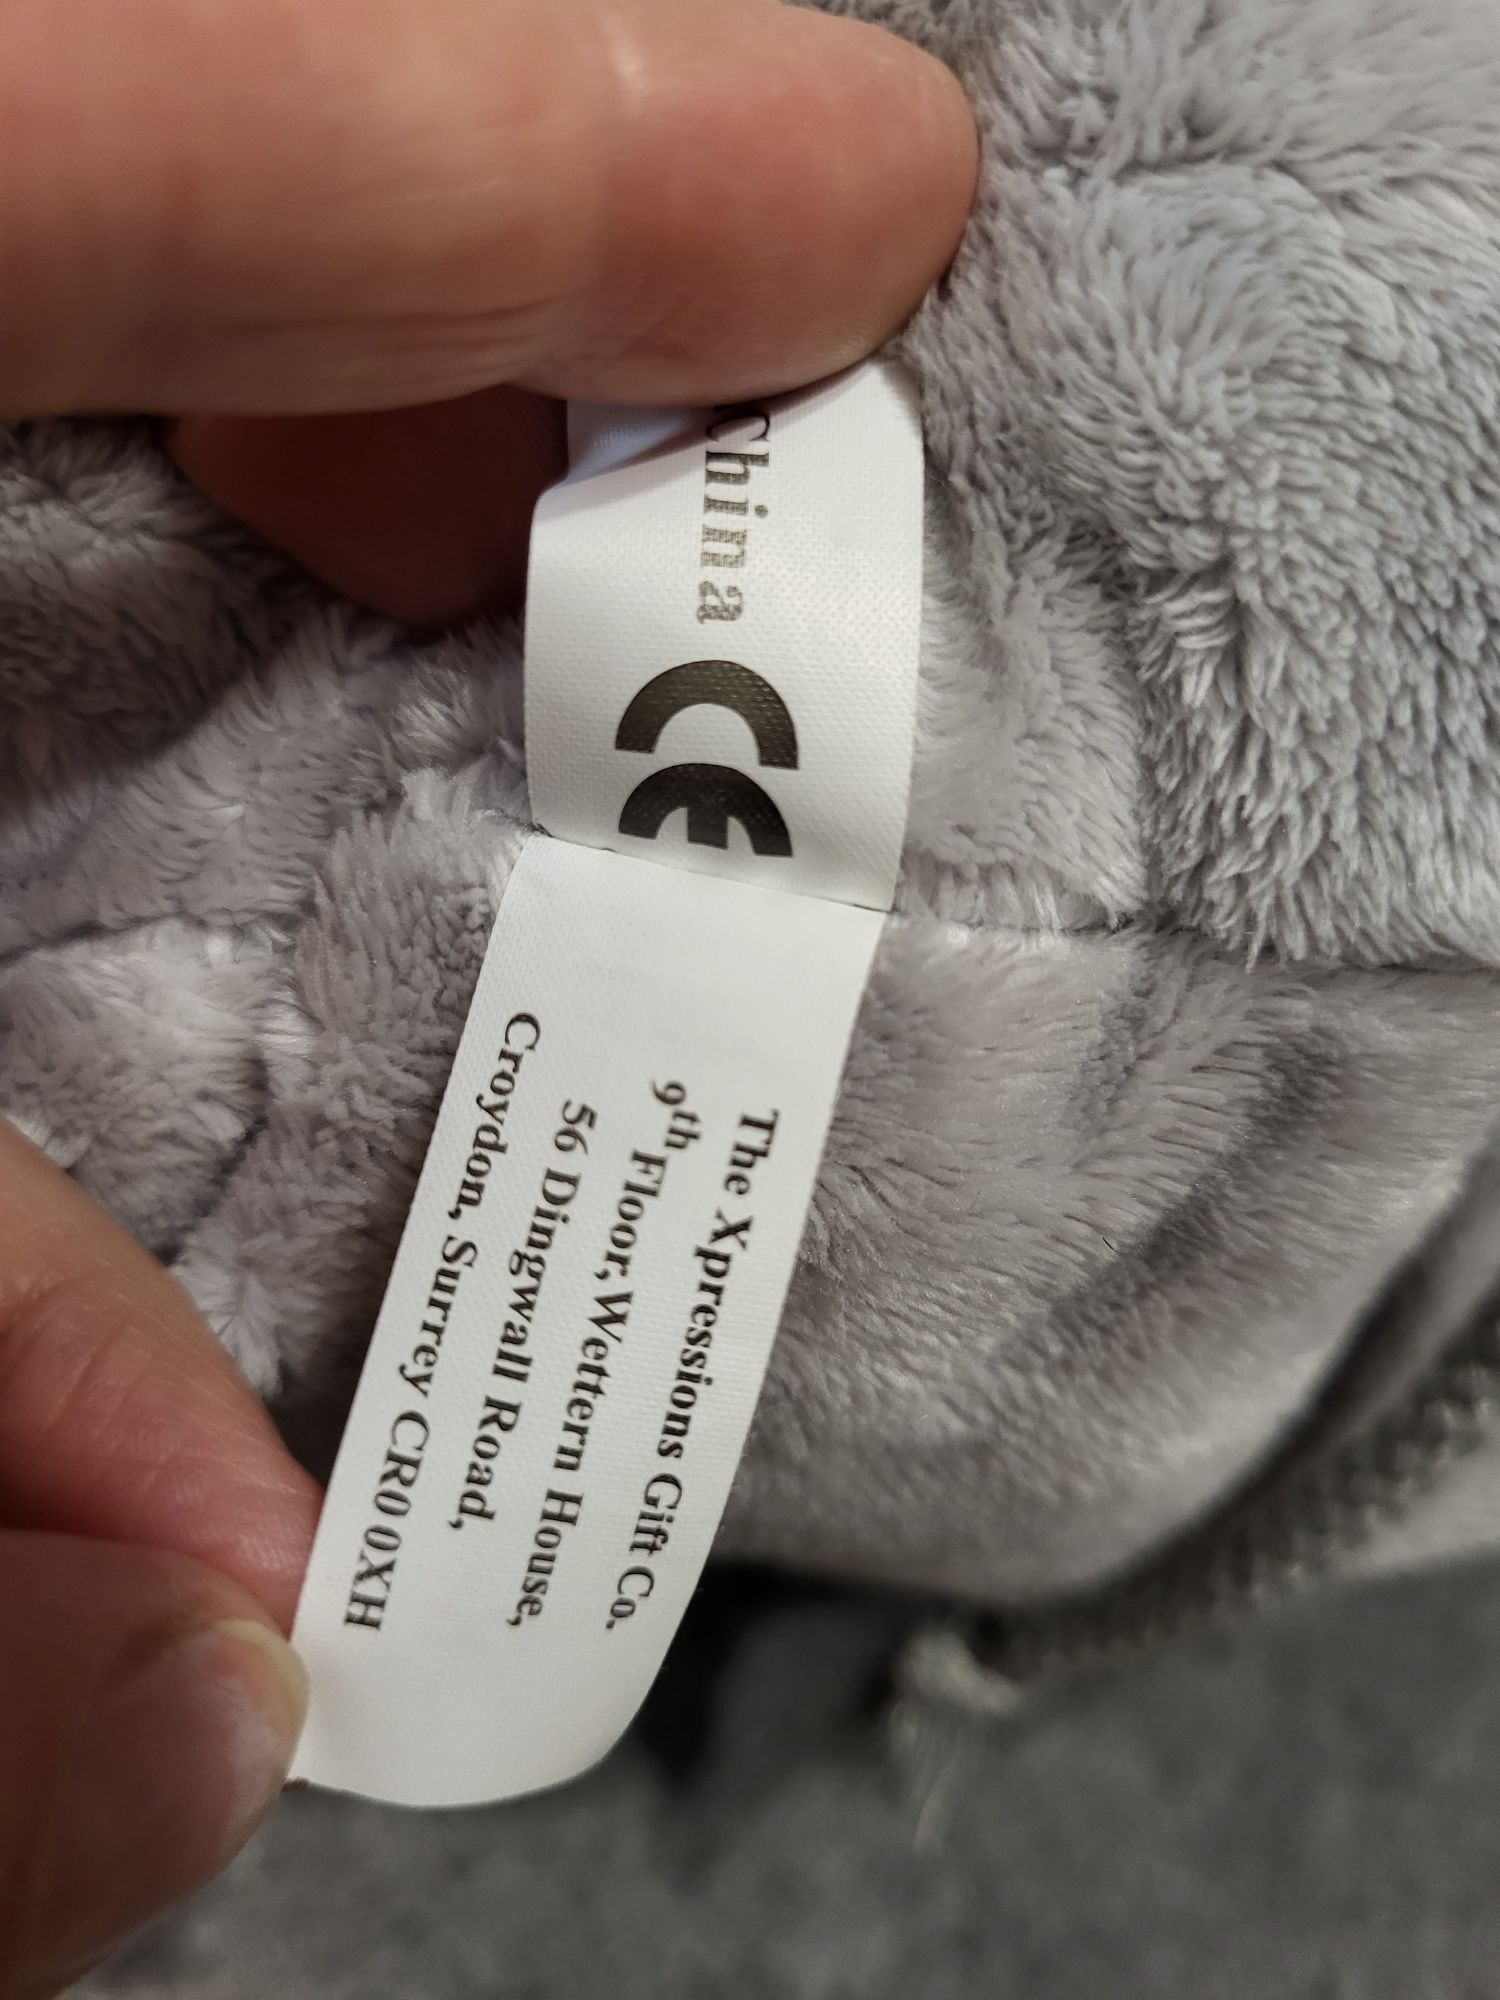 China
CE
The Xpressions Gift Co.
9th Floor, Wettern House,
56 Dingwall Road,
Croydon, Surrey CR0 0XH